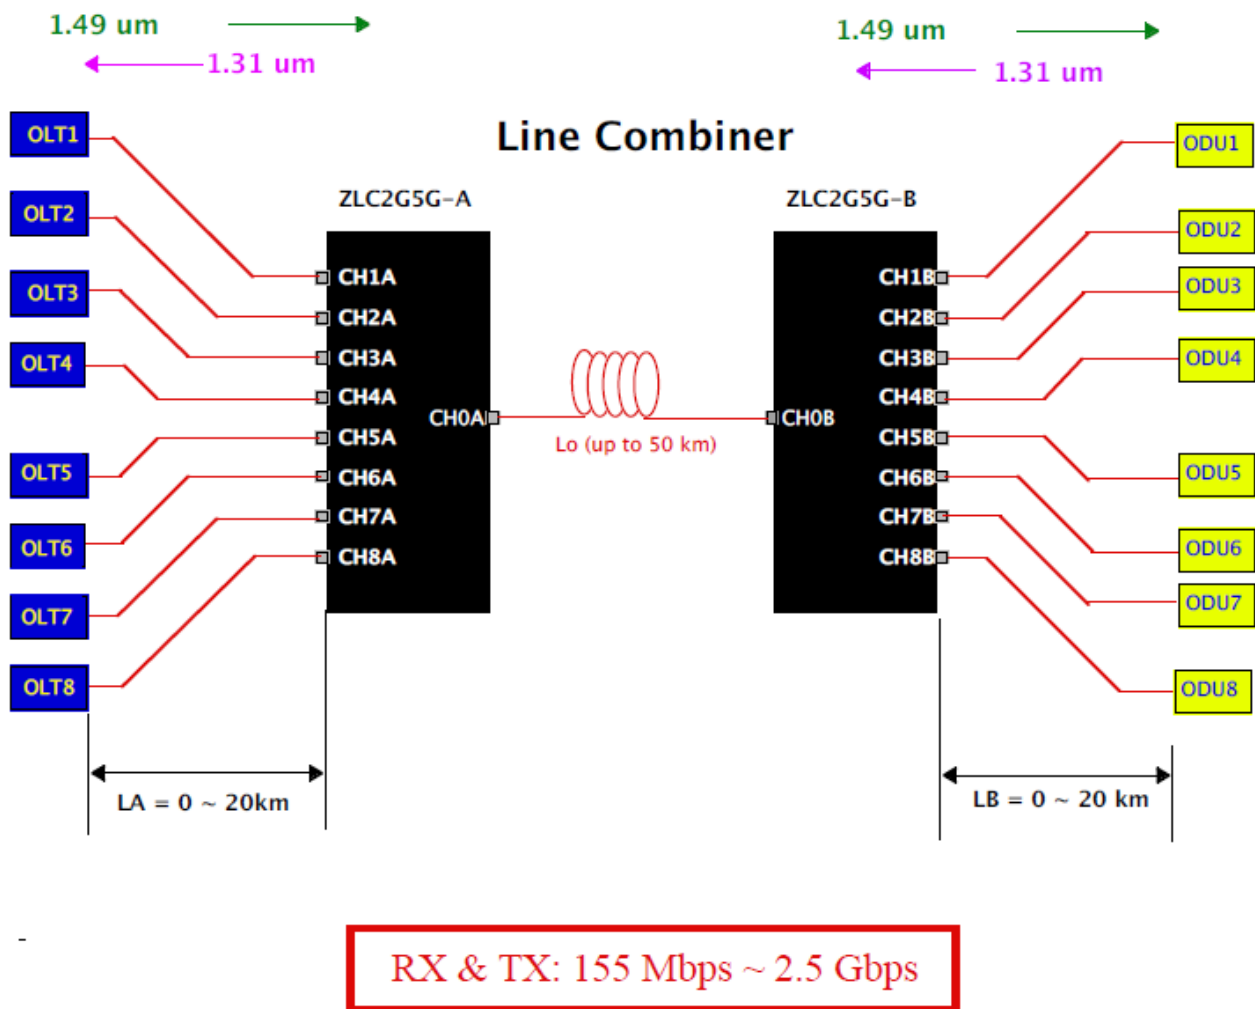 1.49 um
1.31 um
1.49 um
1.31 um
Line Combiner
ZLC2G5G-A
ZLC2G5G-B
OLT1
OLT2
OLT3
OLT4
OLT5
OLT6
OLT7
OLT8
CH1A
CH2A
CH3A
CH4A
CH5A
CH6A
CH7A
CH8A
CH0A
Lo (up to 50 km)
CH0B
CH1B
CH2B
CH3B
CH4B
CH5B
CH6B
CH7B
CH8B
ODU1
ODU2
ODU3
ODU4
ODU5
ODU6
ODU7
ODU8
LA = 0 ~ 20km
LB = 0 ~ 20 km
-
RX & TX: 155 Mbps ~ 2.5 Gbps